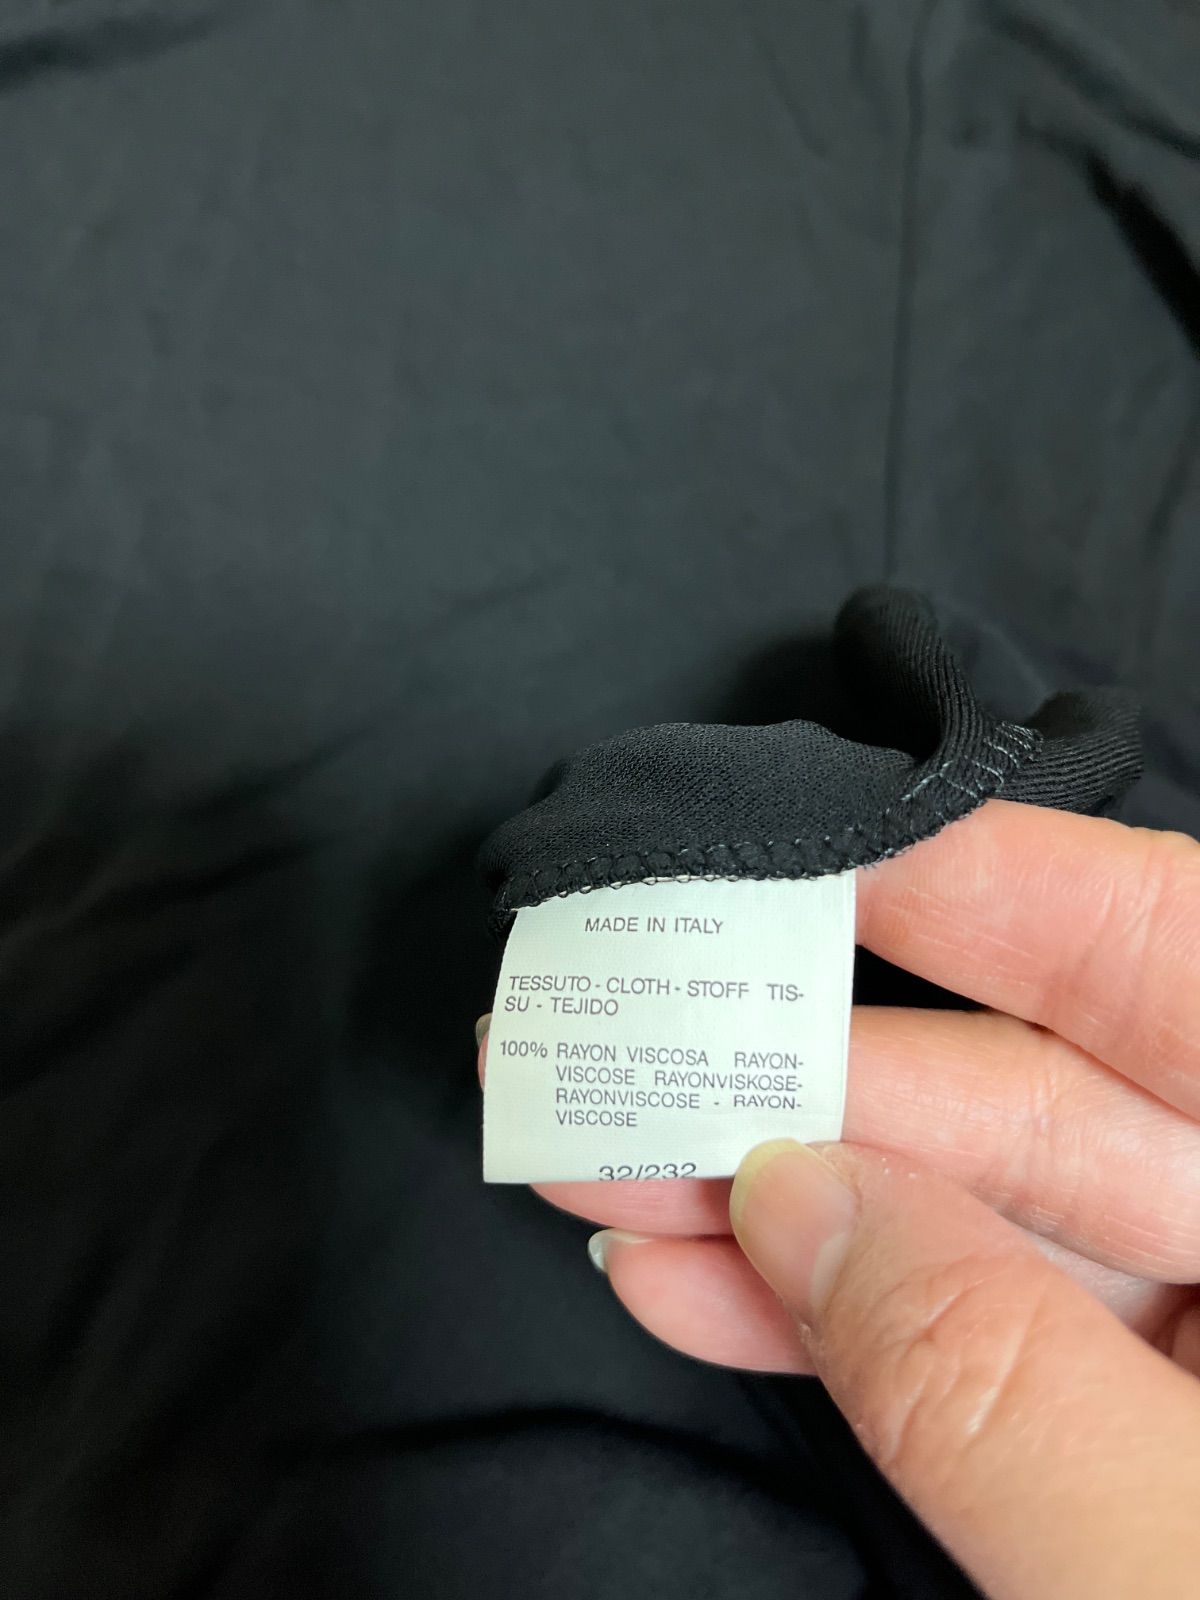 MADE IN ITALY
TESSUTO - CLOTH - STOFF TIS-
SU - TEJIDO
100% RAYON VISCOSA RAYON-
VISCOSE RAYONVISKOSE-
RAYONVISCOSE - RAYON-
VISCOSE
32/232